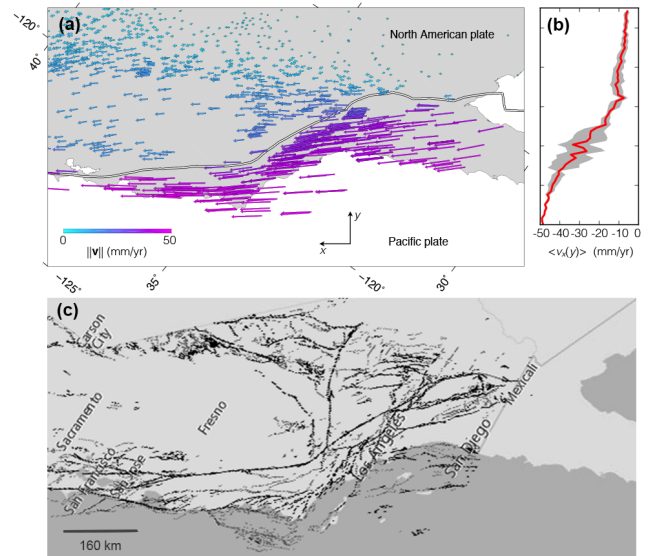 (a)
North American plate
-120°
40°
y
x
Pacific plate
0
50
||v|| (mm/yr)
-125°
35°
-120°
30°
(b)
-50 -40 -30 -20 -10 0
<vₓ(y)> (mm/yr)
(c)
Carson
City
Sacramento
Fresno
San Francisco
San Jose
Los Angeles
San Diego
Mexicali
160 km